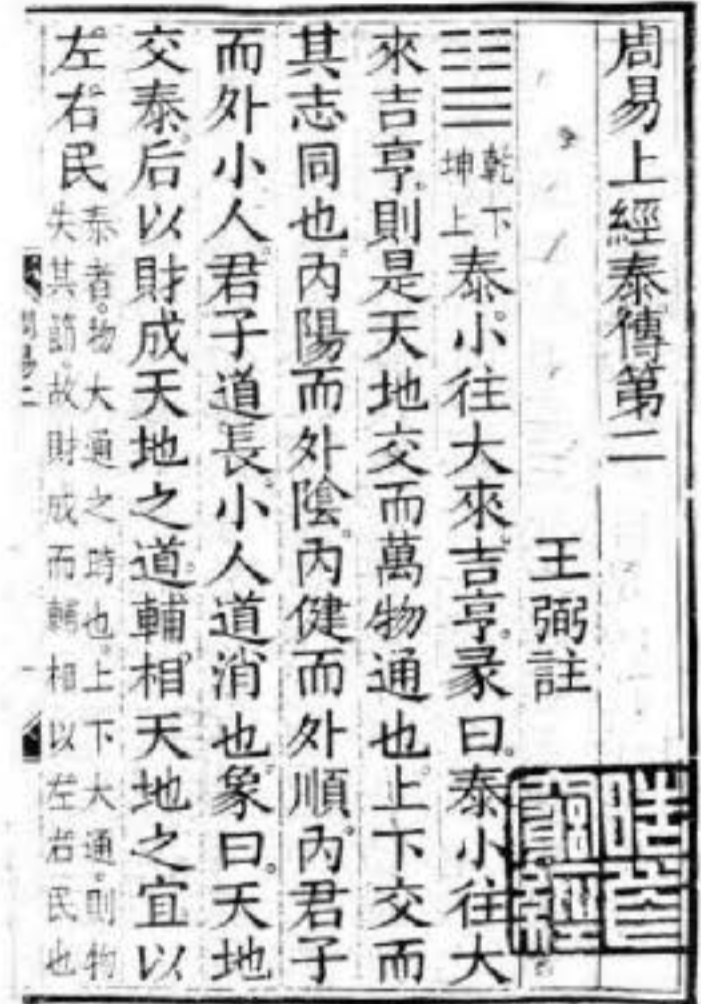 周易上經泰傳第二
王弼註
䷊乾下坤上泰小往大來吉亨彖曰泰小往大
來吉亨則是天地交而萬物通也上下交而
其志同也內陽而外陰內健而外順內君子
而外小人君子道長小人道消也象曰天地
交泰后以財成天地之道輔相天地之宜以
左右民泰者物大通之時也上下大通則物
失其節故財成而輔相以左右民也